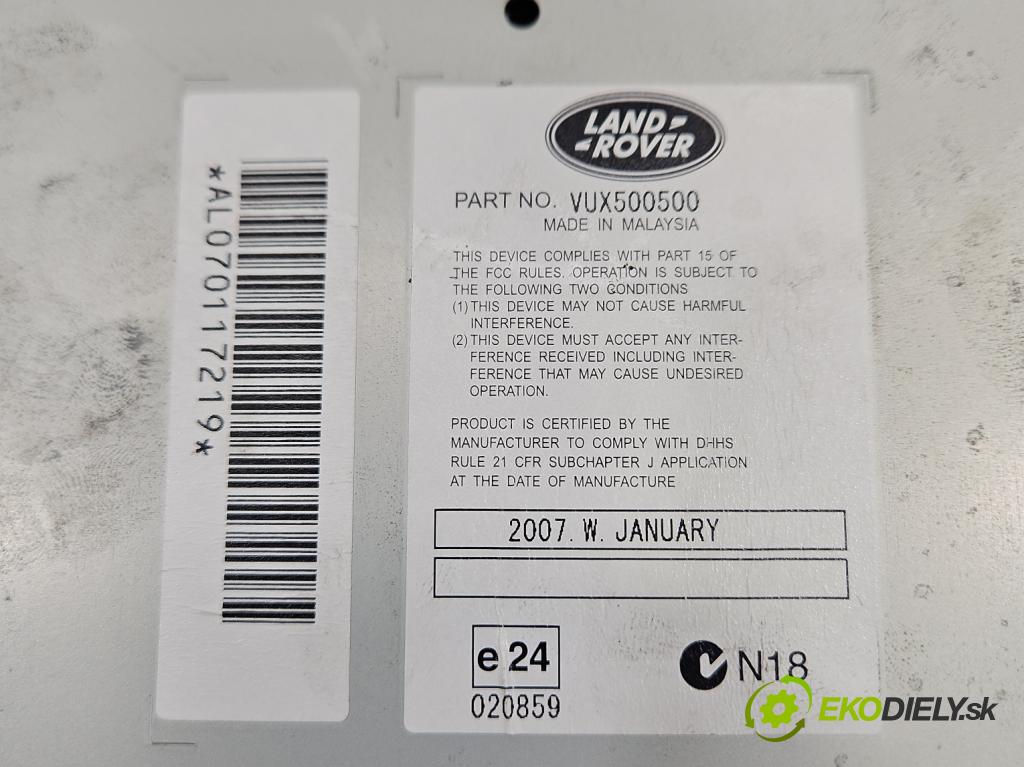 *AL070117219*
LAND-
-ROVER
PART NO. VUX500500
MADE IN MALAYSIA
THIS DEVICE COMPLIES WITH PART 15 OF
THE FCC RULES. OPERATION IS SUBJECT TO
THE FOLLOWING TWO CONDITIONS
(1) THIS DEVICE MAY NOT CAUSE HARMFUL
INTERFERENCE.
(2) THIS DEVICE MUST ACCEPT ANY INTER-
FERENCE RECEIVED INCLUDING INTER-
FERENCE THAT MAY CAUSE UNDESIRED
OPERATION.
PRODUCT IS CERTIFIED BY THE
MANUFACTURER TO COMPLY WITH DHHS
RULE 21 CFR SUBCHAPTER J APPLICATION
AT THE DATE OF MANUFACTURE
2007. W. JANUARY
e24
020859
N18
EKODIELY.sk